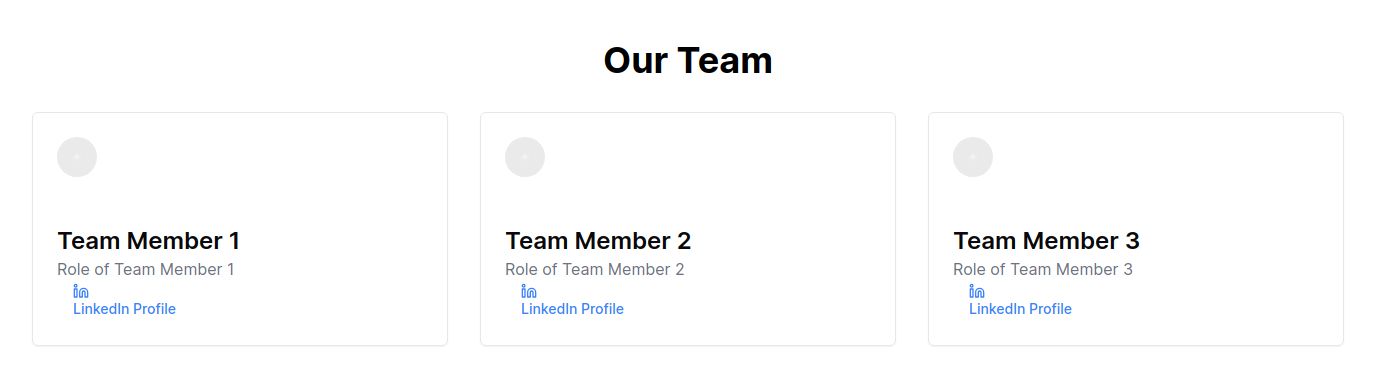 Our Team
Team Member 1
Role of Team Member 1
LinkedIn Profile
Team Member 2
Role of Team Member 2
LinkedIn Profile
Team Member 3
Role of Team Member 3
LinkedIn Profile